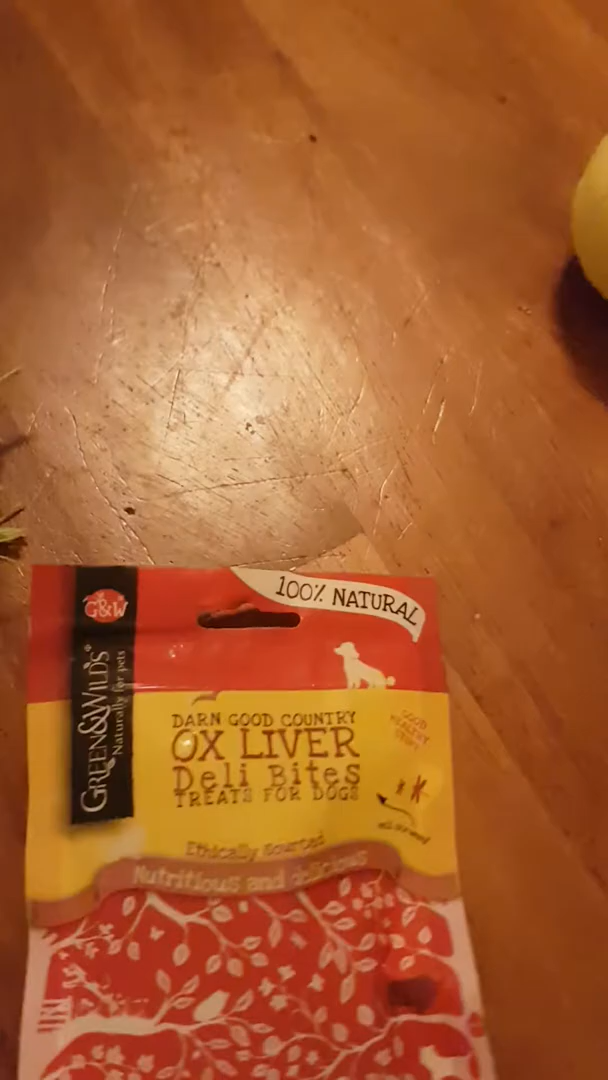 100% NATURAL
G&W
GREEN&WILD'S
Naturally for pets
DARN GOOD COUNTRY
OX LIVER
Deli Bites
TREATS FOR DOGS
GOOD
HEALTHY
Ethically Sourced
Nutritious and delicious